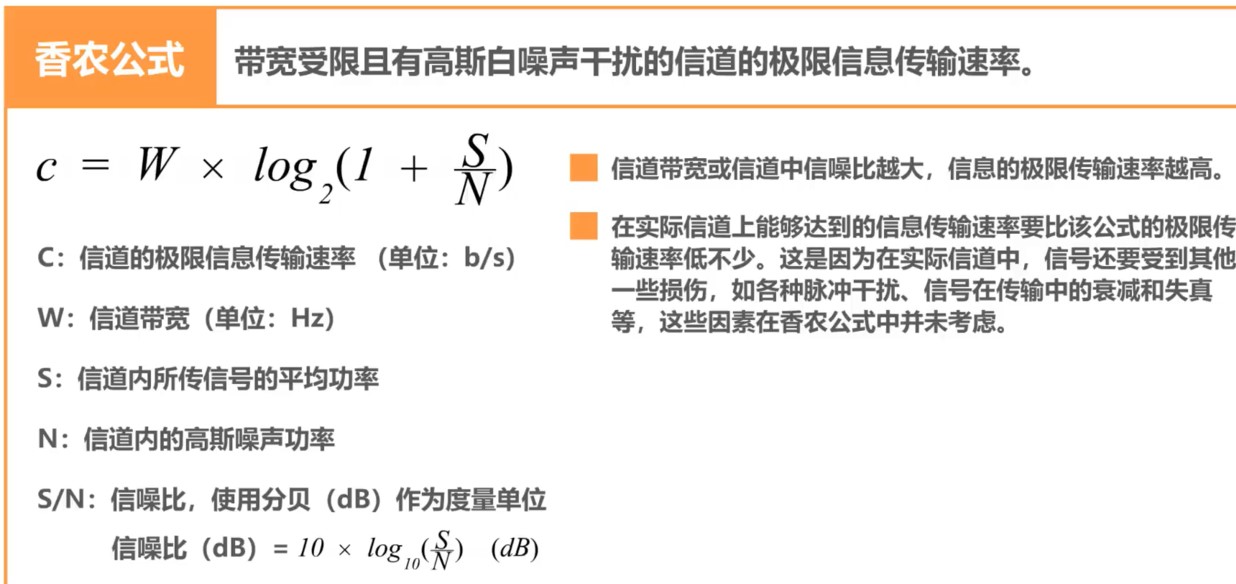 香农公式
带宽受限且有高斯白噪声干扰的信道的极限信息传输速率。
c = W × log₂(1 + S/N)
C：信道的极限信息传输速率 （单位：b/s）
W：信道带宽（单位：Hz）
S：信道内所传信号的平均功率
N：信道内的高斯噪声功率
S/N：信噪比，使用分贝（dB）作为度量单位
信噪比（dB）= 10 × log₁₀(S/N) (dB)
信道带宽或信道中信噪比越大，信息的极限传输速率越高。
在实际信道上能够达到的信息传输速率要比该公式的极限传
输速率低不少。这是因为在实际信道中，信号还要受到其他
一些损伤，如各种脉冲干扰、信号在传输中的衰减和失真
等，这些因素在香农公式中并未考虑。